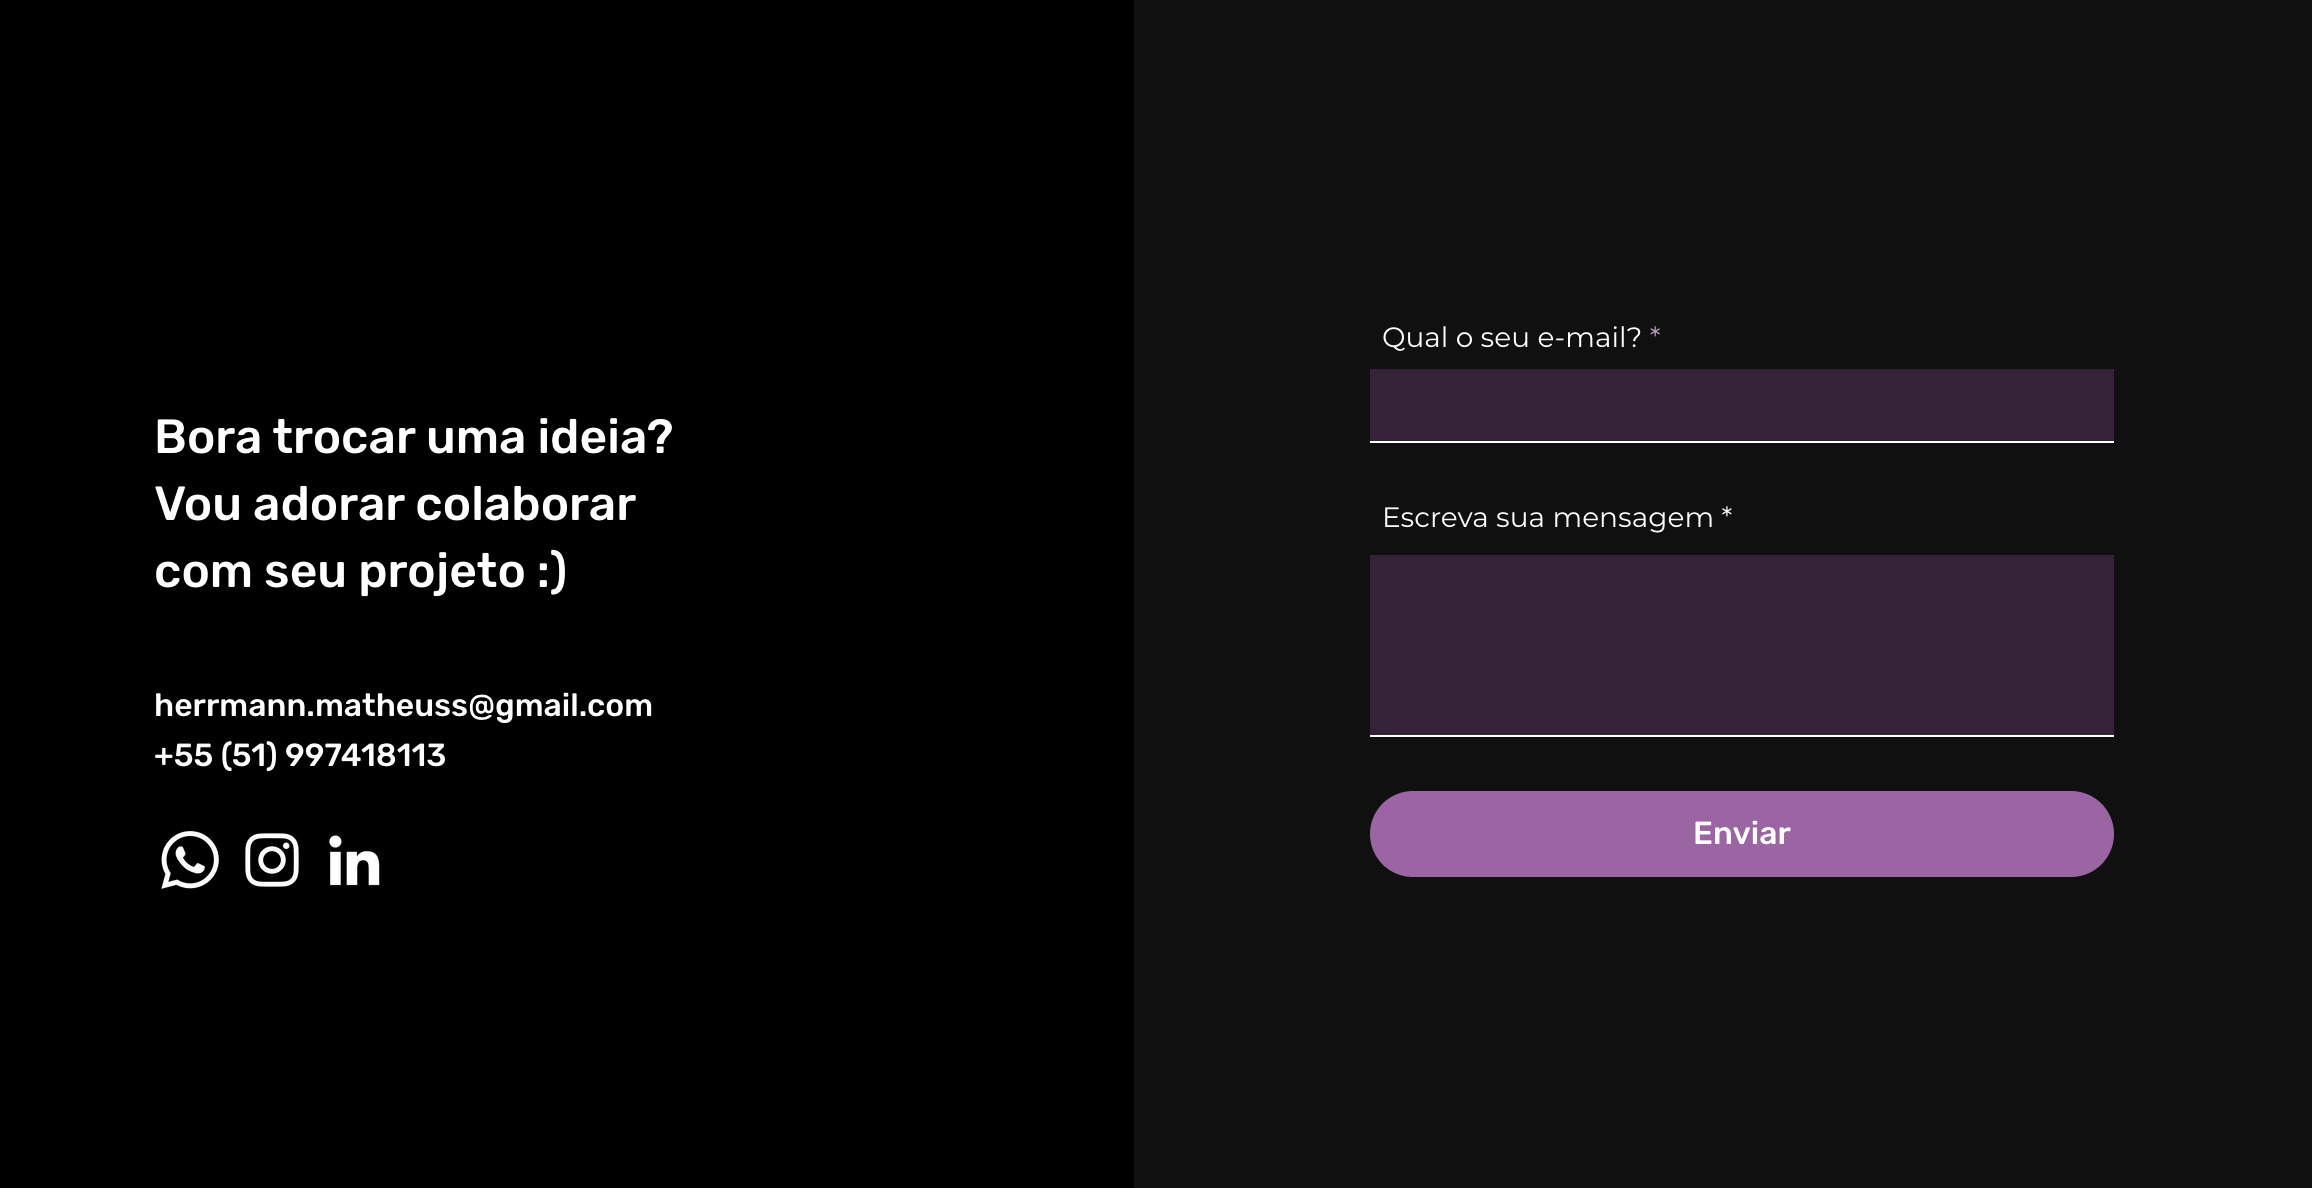 Bora trocar uma ideia?
Vou adorar colaborar
com seu projeto :)
herrmann.matheuss@gmail.com
+55 (51) 997418113
in
Qual o seu e-mail? *
Escreva sua mensagem *
Enviar